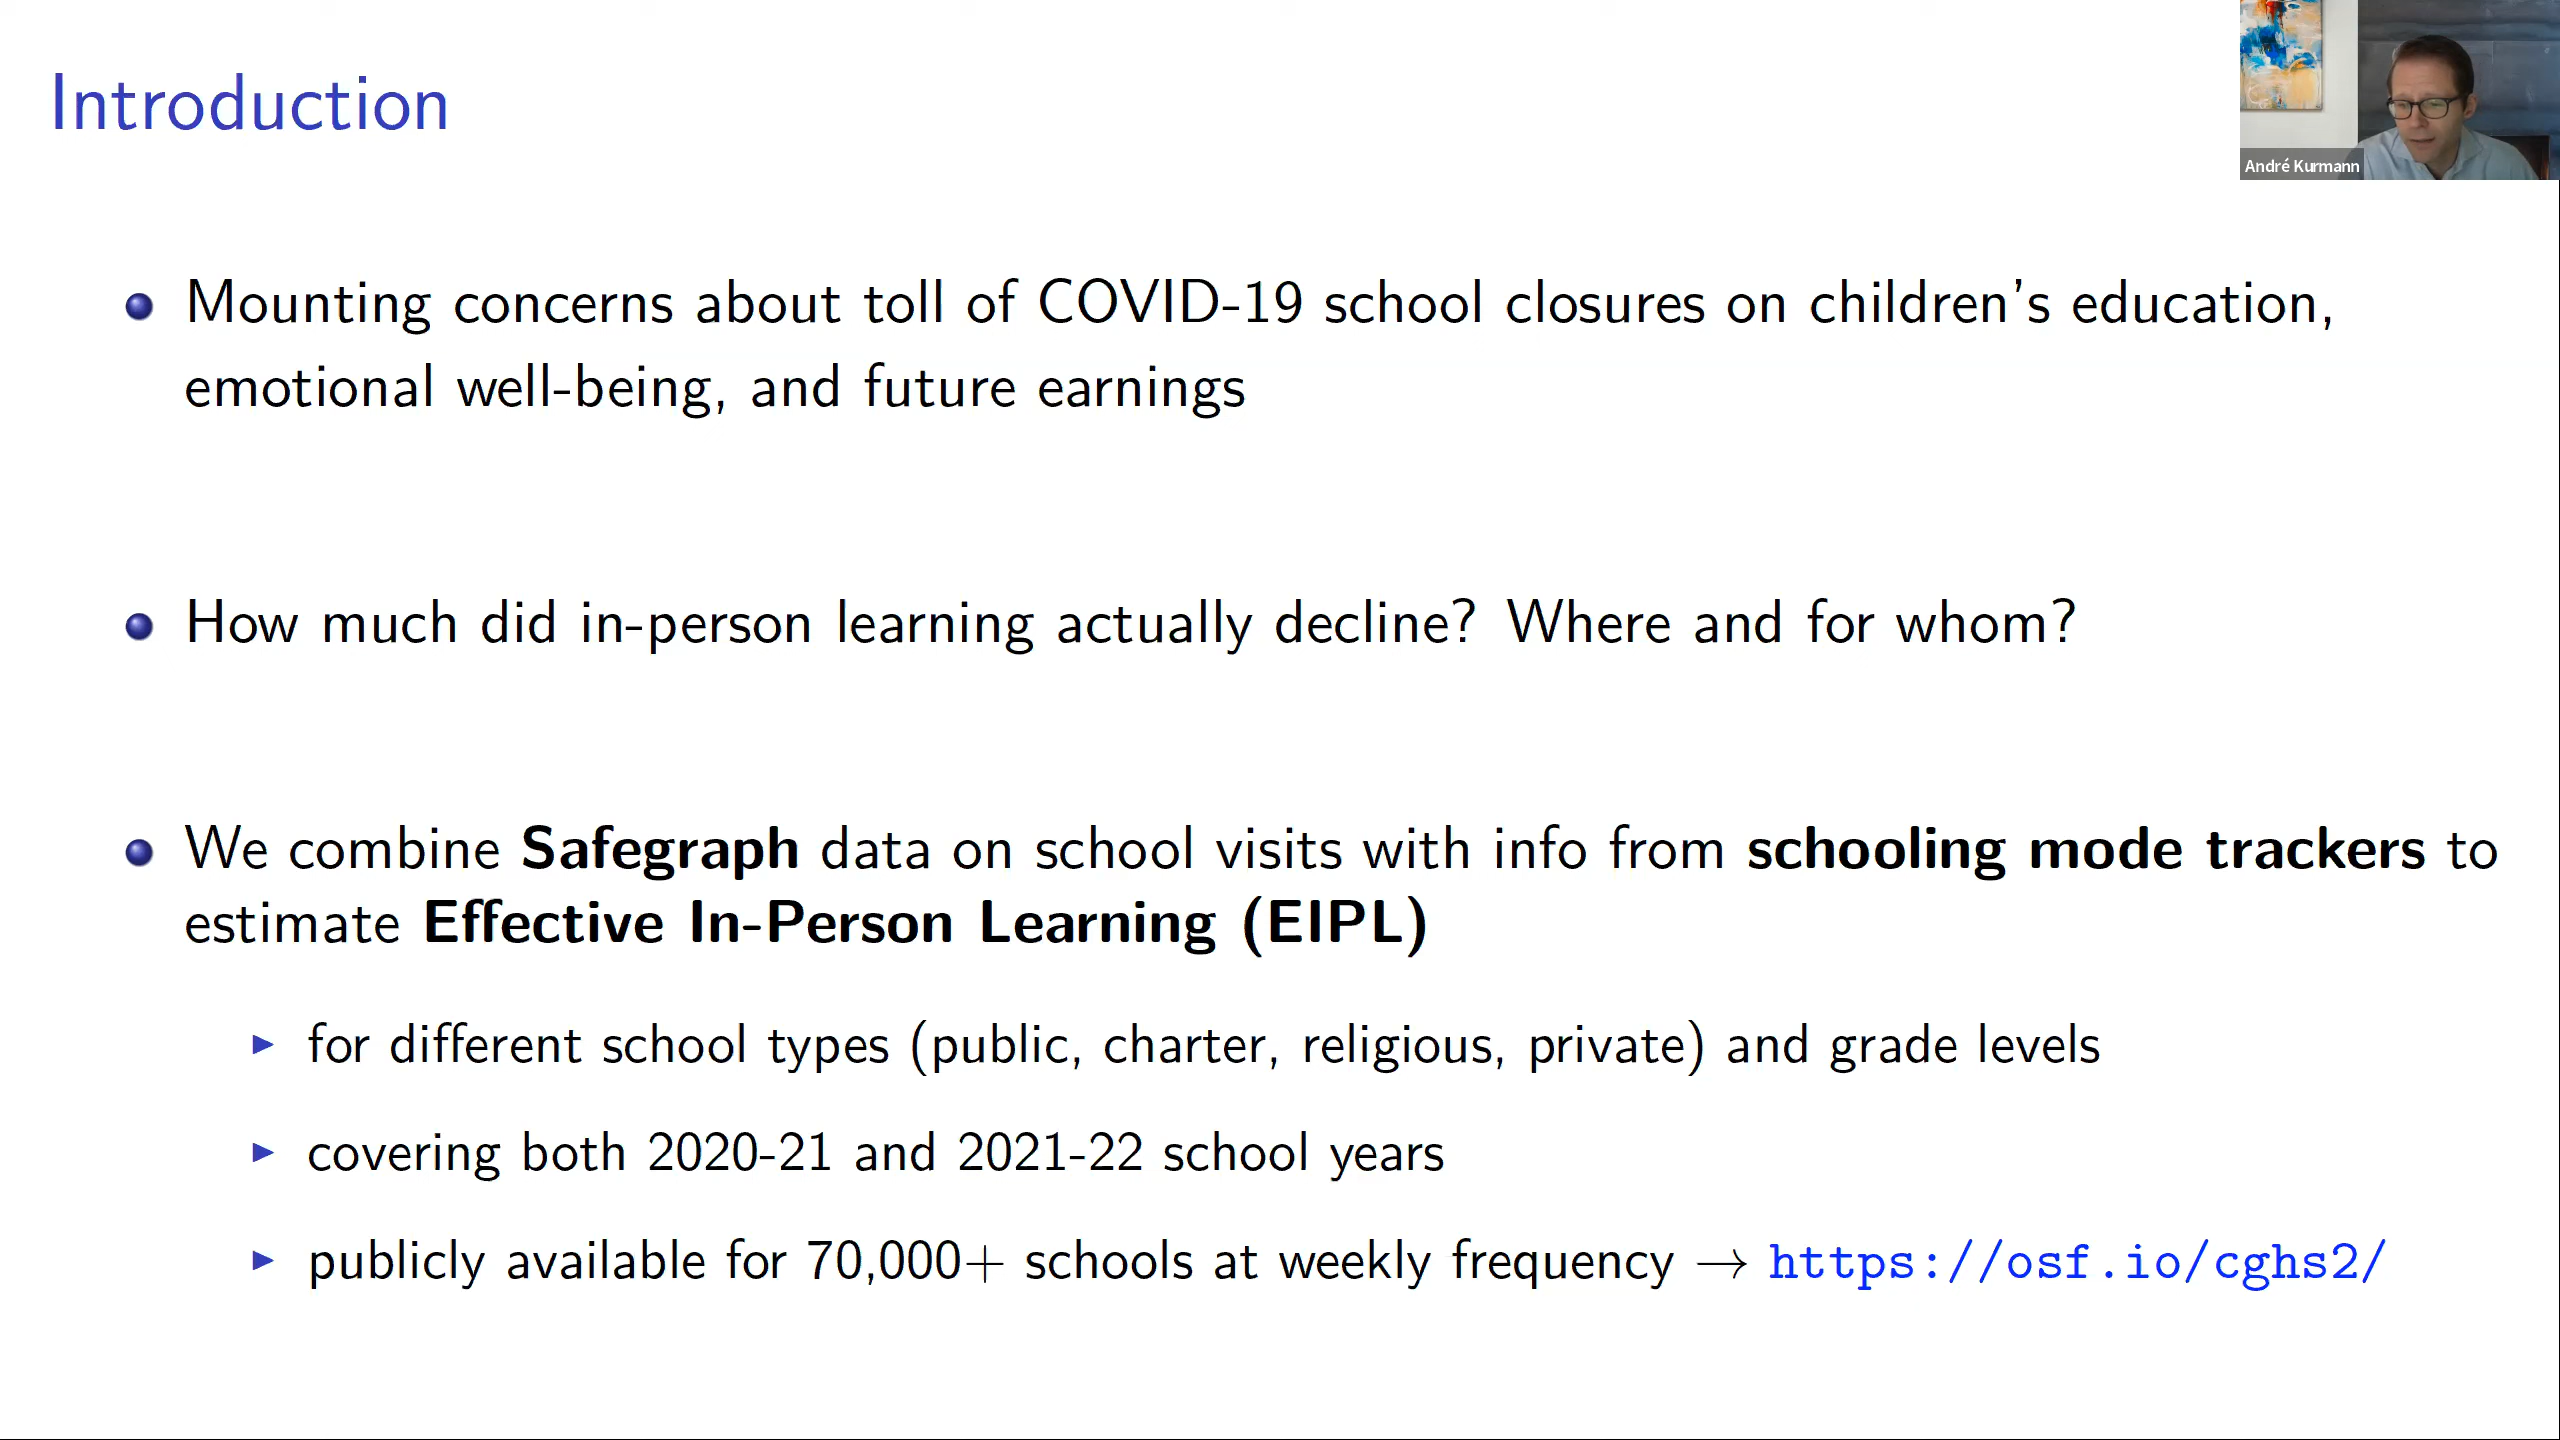 Introduction
André Kurmann
Mounting concerns about toll of COVID-19 school closures on children's education,
emotional well-being, and future earnings
How much did in-person learning actually decline? Where and for whom?
We combine Safegraph data on school visits with info from schooling mode trackers to
estimate Effective In-Person Learning (EIPL)
for different school types (public, charter, religious, private) and grade levels
covering both 2020-21 and 2021-22 school years
publicly available for 70,000+ schools at weekly frequency → https://osf.io/cghs2/